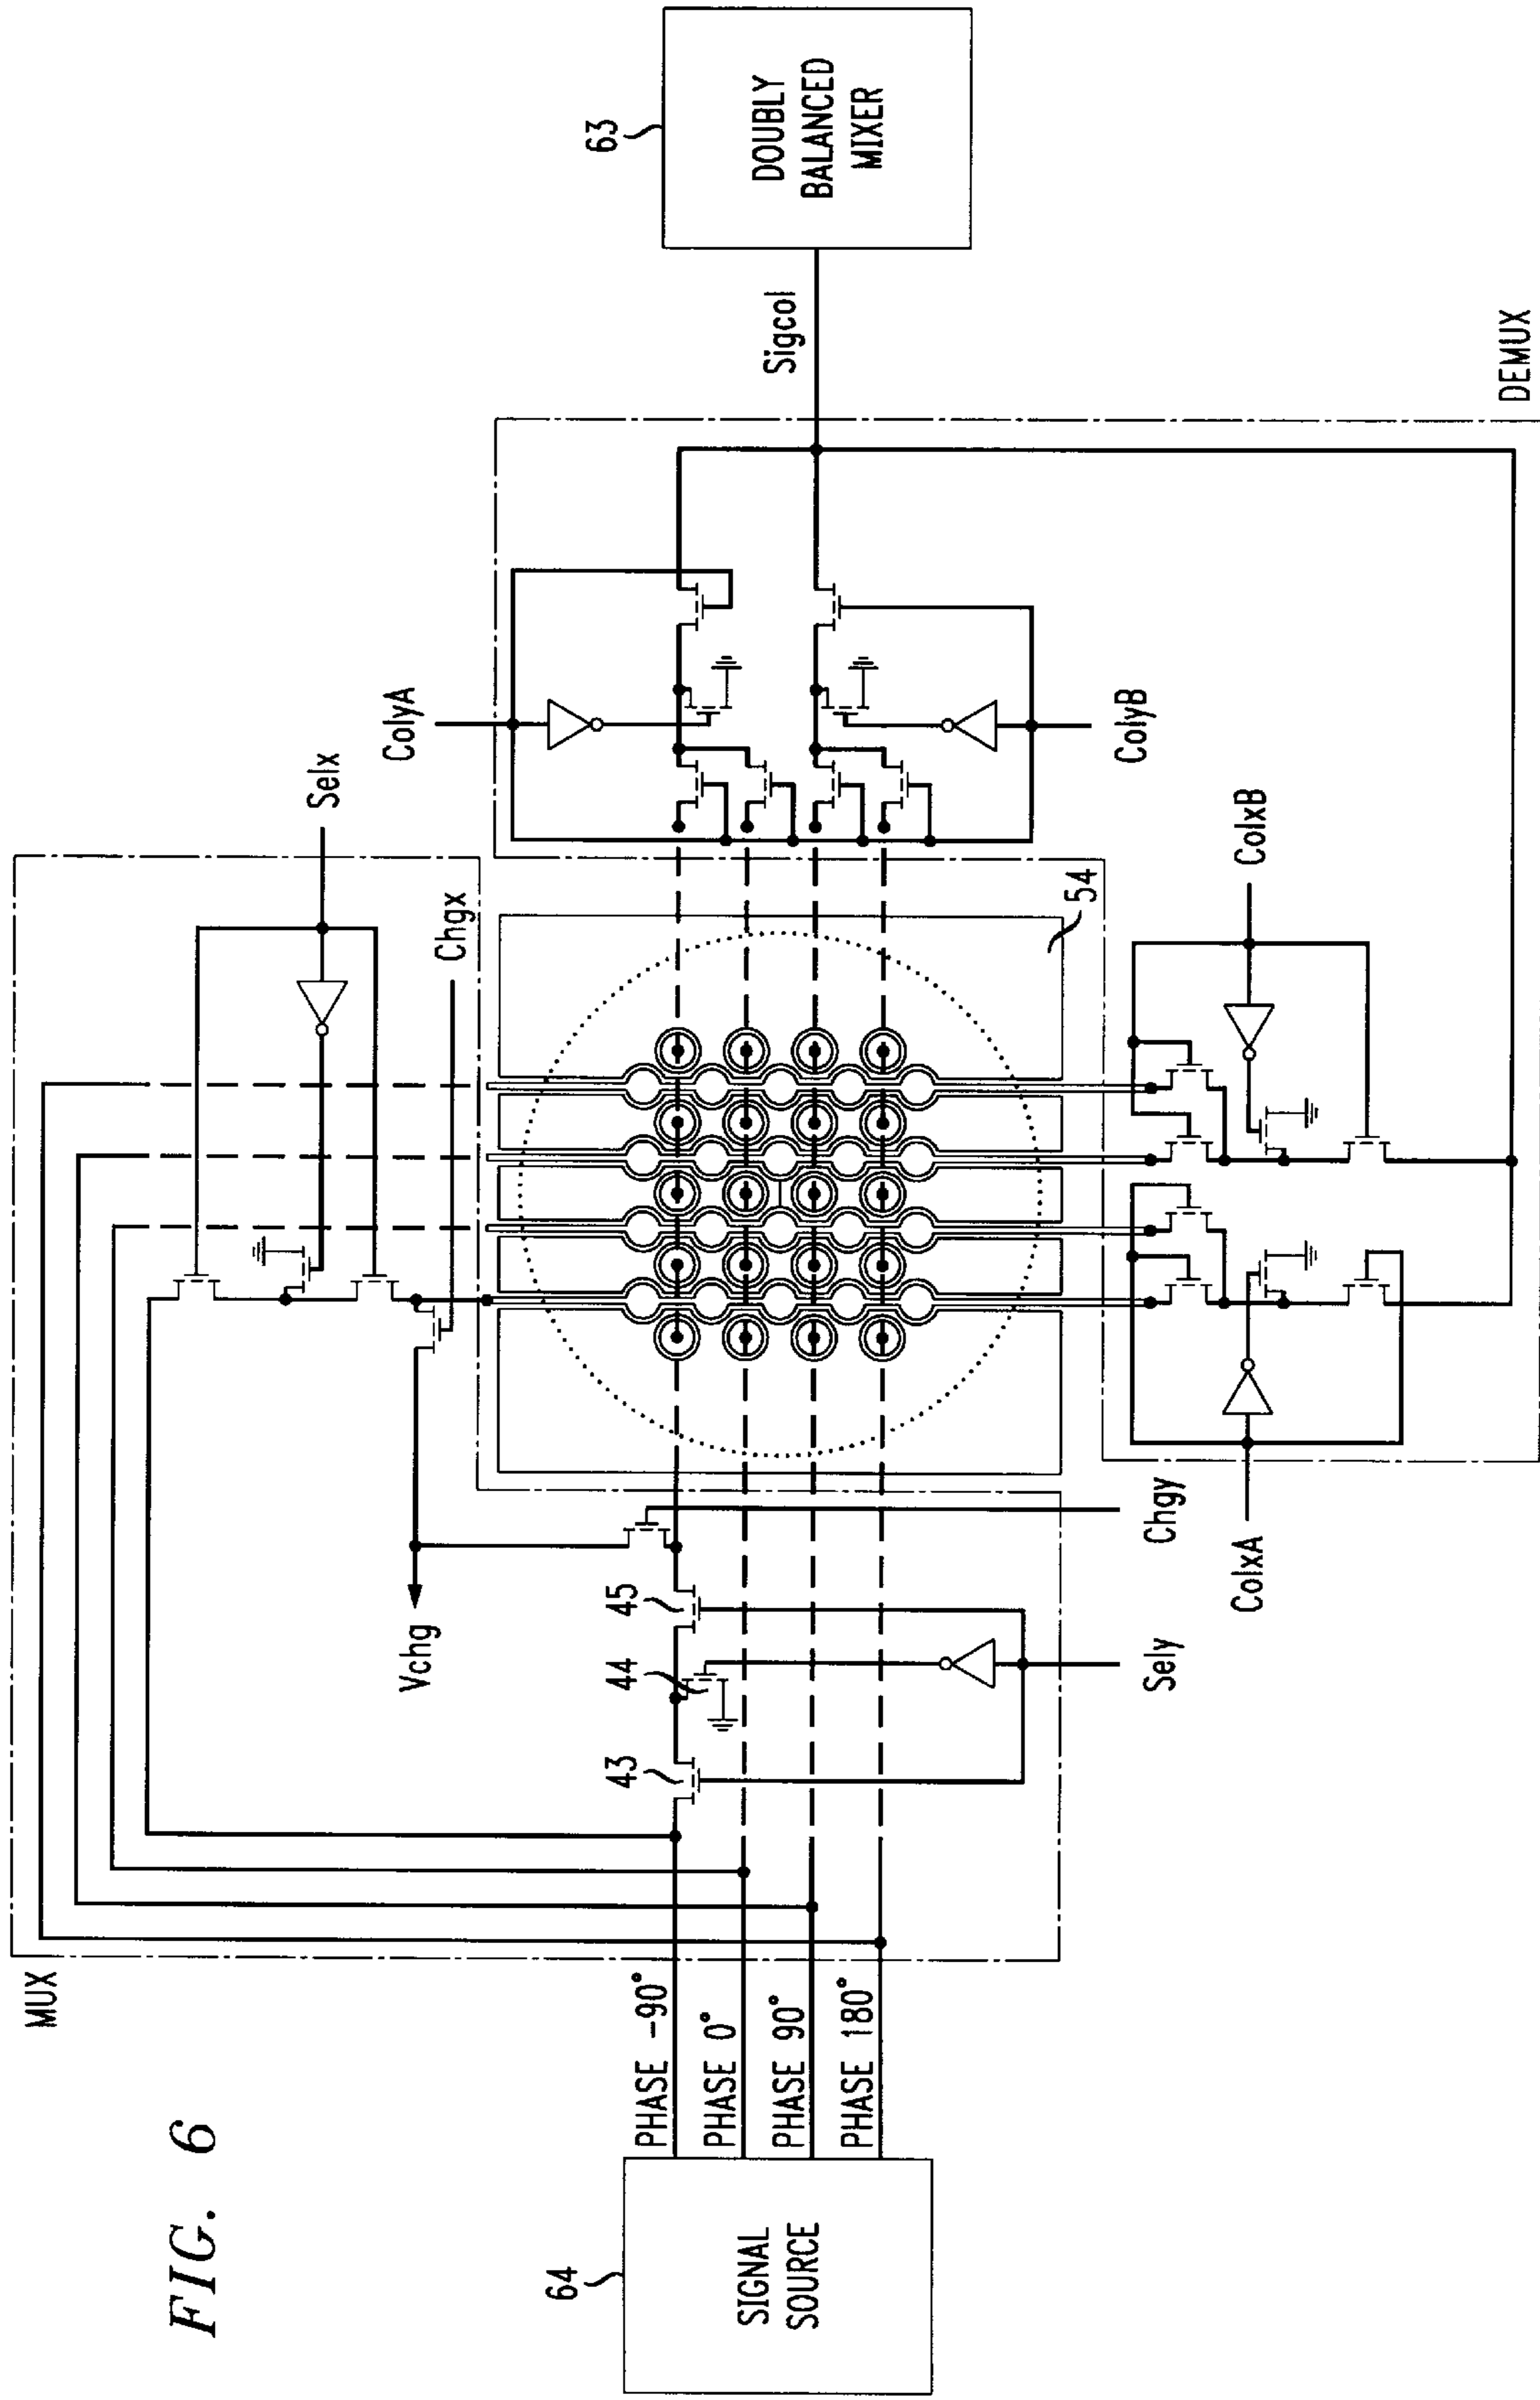 FIG. 6
MUX
64
SIGNAL
SOURCE
PHASE -90°
PHASE 0°
PHASE 90°
PHASE 180°
43
44
45
Vchg
Sely
Chgy
Selx
Chgx
54
ColxA
ColxB
ColyA
ColyB
Sigcol
63
DOUBLY
BALANCED
MIXER
DEMUX